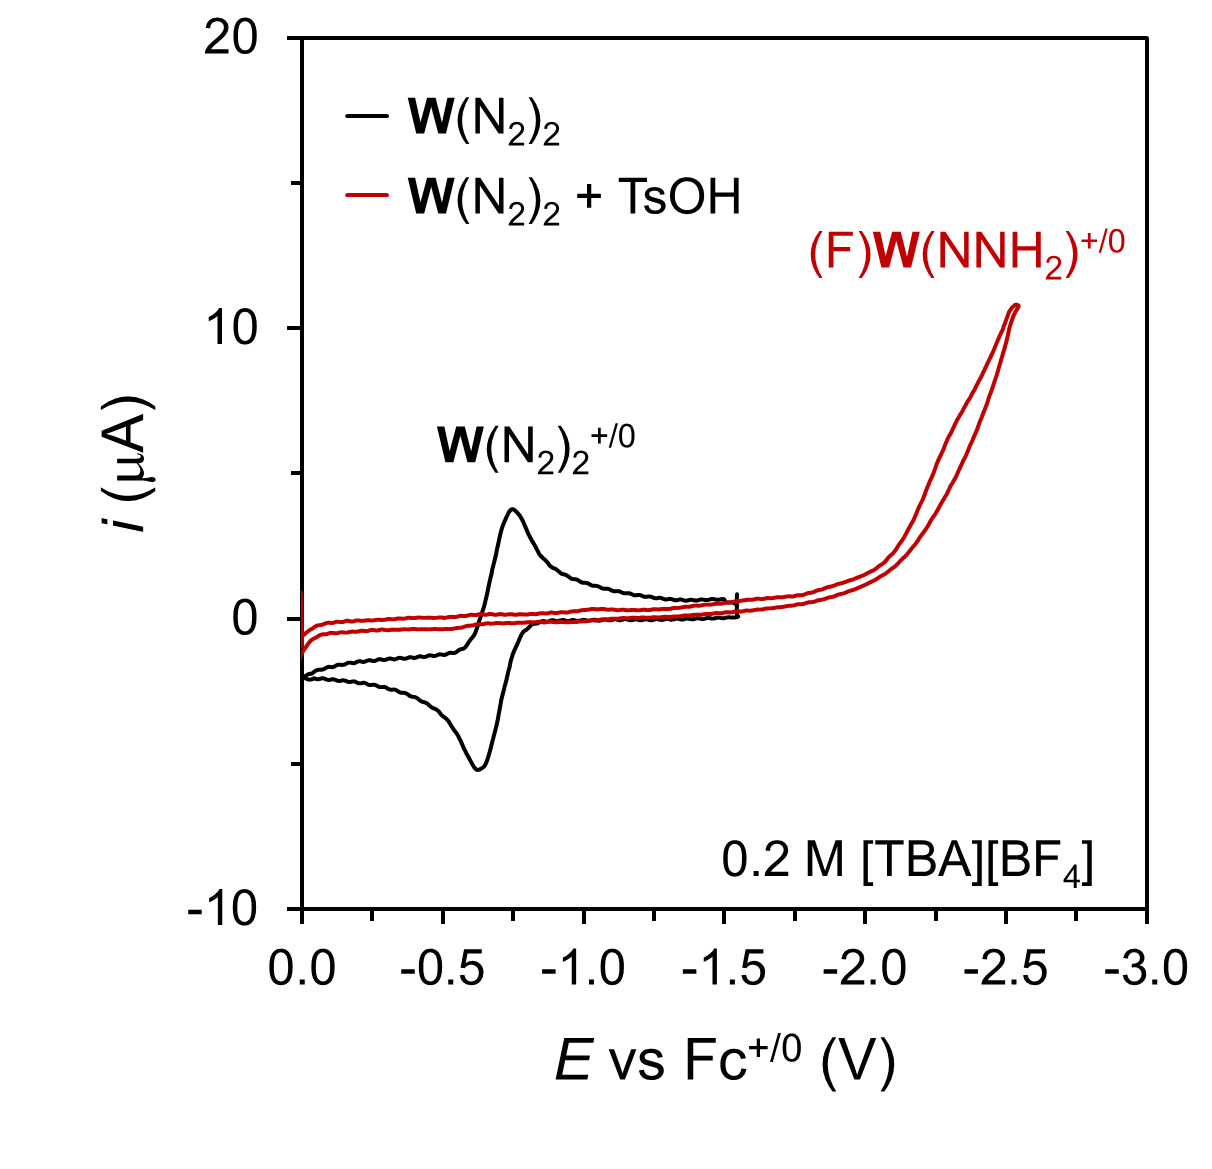 20
W(N₂)₂
W(N₂)₂ + TsOH
(F)W(NNH₂)⁺/⁰
10
W(N₂)₂⁺/⁰
i (μA)
0
0.2 M [TBA][BF₄]
-10
0.0 -0.5 -1.0 -1.5 -2.0 -2.5 -3.0
E vs Fc⁺/⁰ (V)